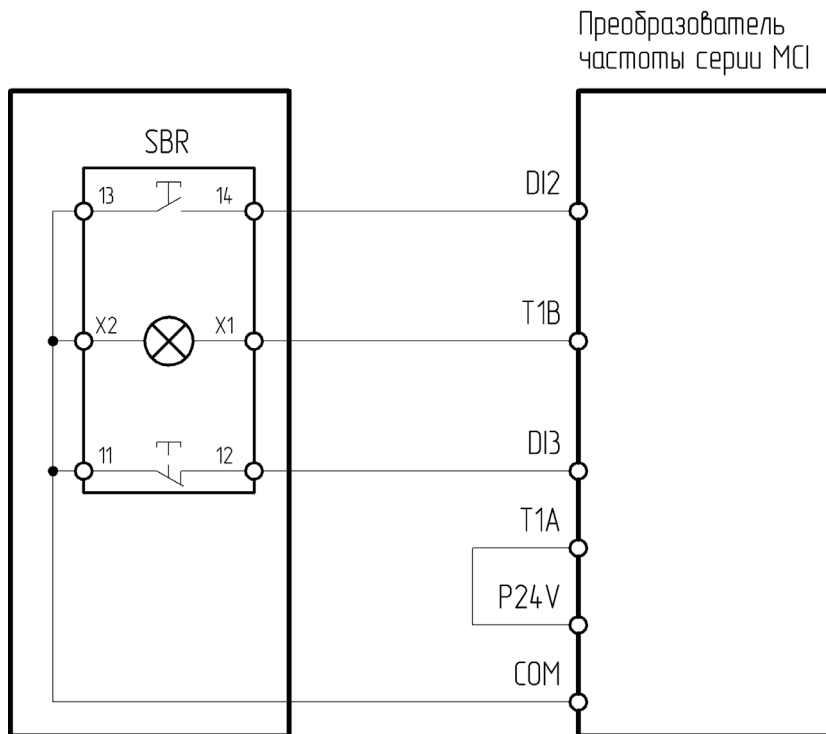 Преобразователь
частоты серии MCI
SBR
13 14 DI2
X2 X1 T1B
11 12 DI3
T1A
P24V
COM